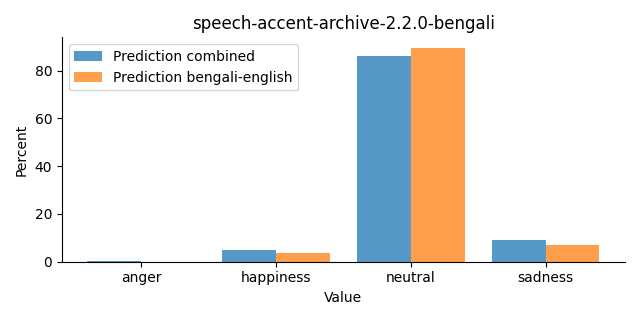 speech-accent-archive-2.2.0-bengali
Prediction combined
Prediction bengali-english
Percent
80
60
40
20
0
anger happiness neutral sadness
Value